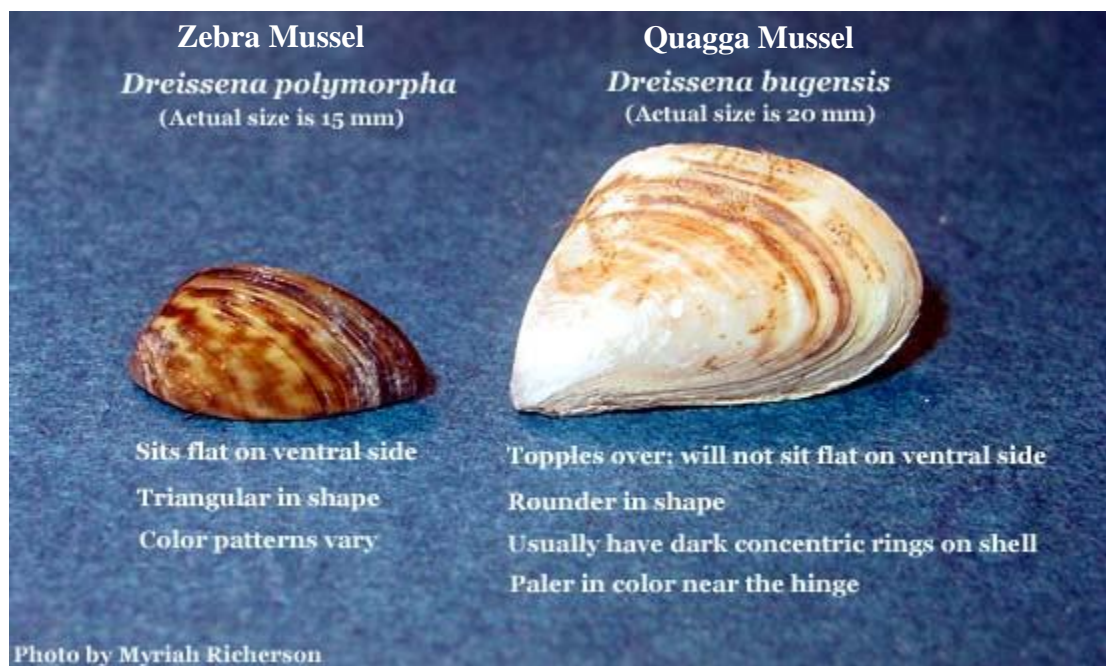 Zebra Mussel
Dreissena polymorpha
(Actual size is 15 mm)
Quagga Mussel
Dreissena bugensis
(Actual size is 20 mm)
Sits flat on ventral side
Triangular in shape
Color patterns vary
Topples over: will not sit flat on ventral side
Rounder in shape
Usually have dark concentric rings on shell
Paler in color near the hinge
Photo by Myriah Richerson